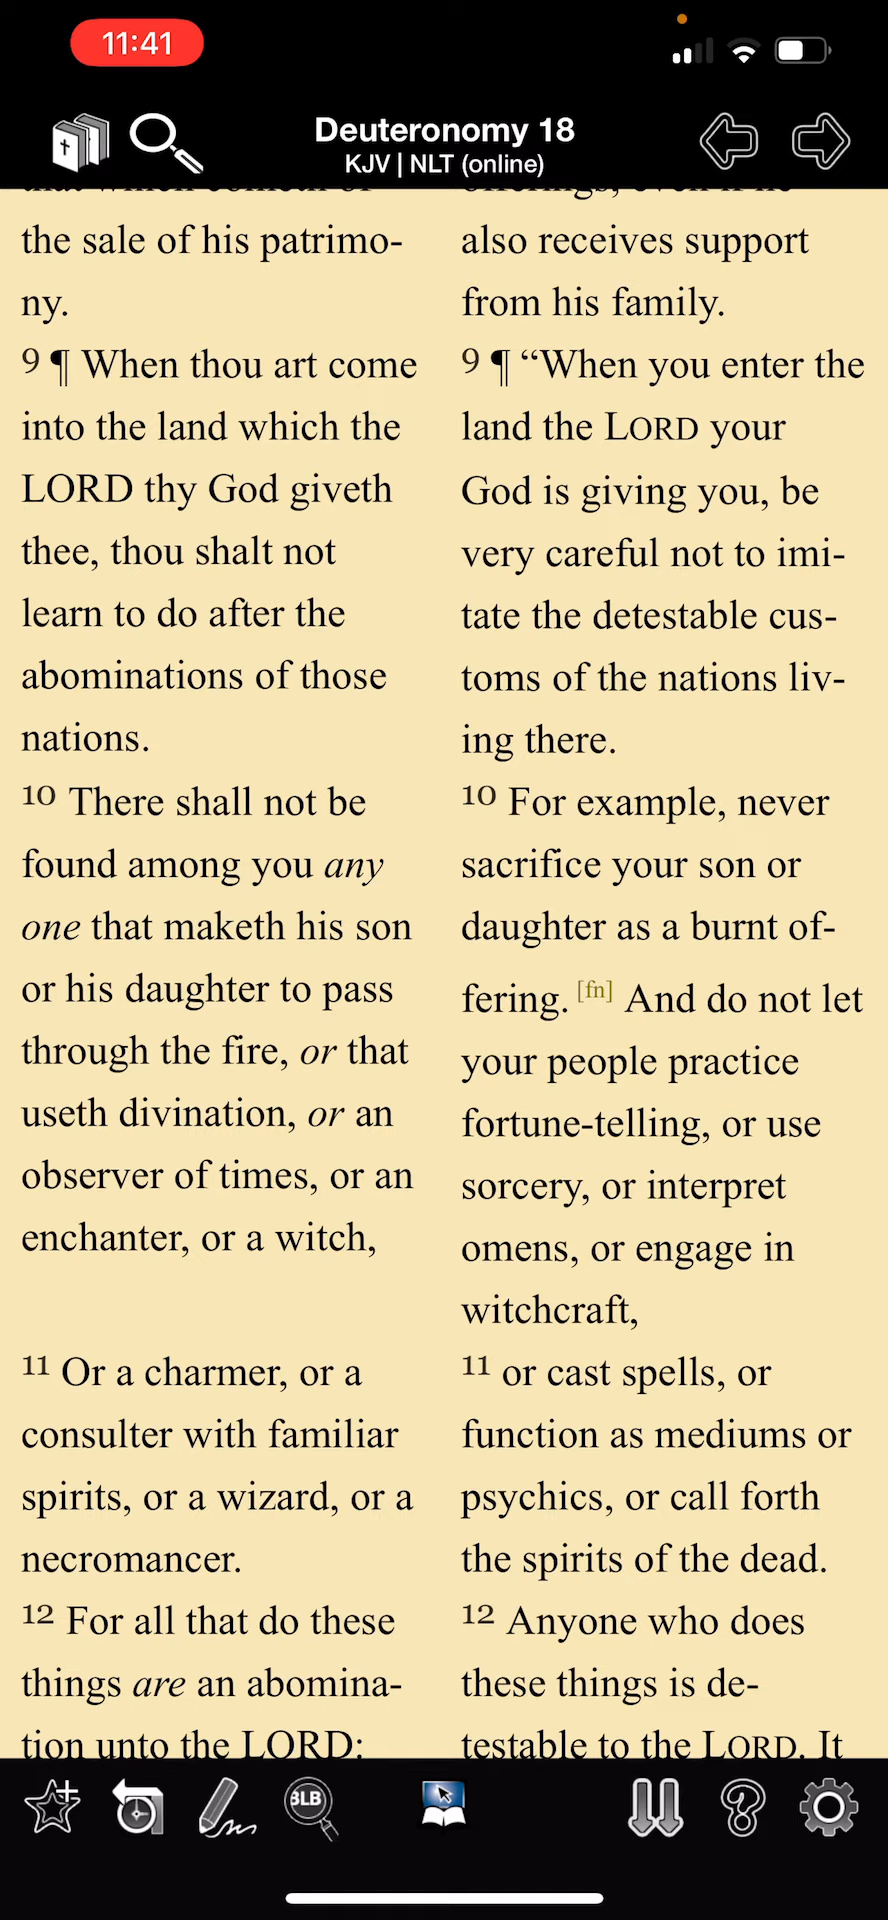 11:41
Deuteronomy 18
KJV | NLT (online)
that which cometh of
the sale of his patrimo-
ny.
9 ¶ When thou art come
into the land which the
LORD thy God giveth
thee, thou shalt not
learn to do after the
abominations of those
nations.
10 There shall not be
found among you any
one that maketh his son
or his daughter to pass
through the fire, or that
useth divination, or an
observer of times, or an
enchanter, or a witch,
11 Or a charmer, or a
consulter with familiar
spirits, or a wizard, or a
necromancer.
12 For all that do these
things are an abomina-
tion unto the LORD:
offerings, even if he
also receives support
from his family.
9 ¶ “When you enter the
land the LORD your
God is giving you, be
very careful not to imi-
tate the detestable cus-
toms of the nations liv-
ing there.
10 For example, never
sacrifice your son or
daughter as a burnt of-
fering. [fn] And do not let
your people practice
fortune-telling, or use
sorcery, or interpret
omens, or engage in
witchcraft,
11 or cast spells, or
function as mediums or
psychics, or call forth
the spirits of the dead.
12 Anyone who does
these things is de-
testable to the LORD. It
BLB